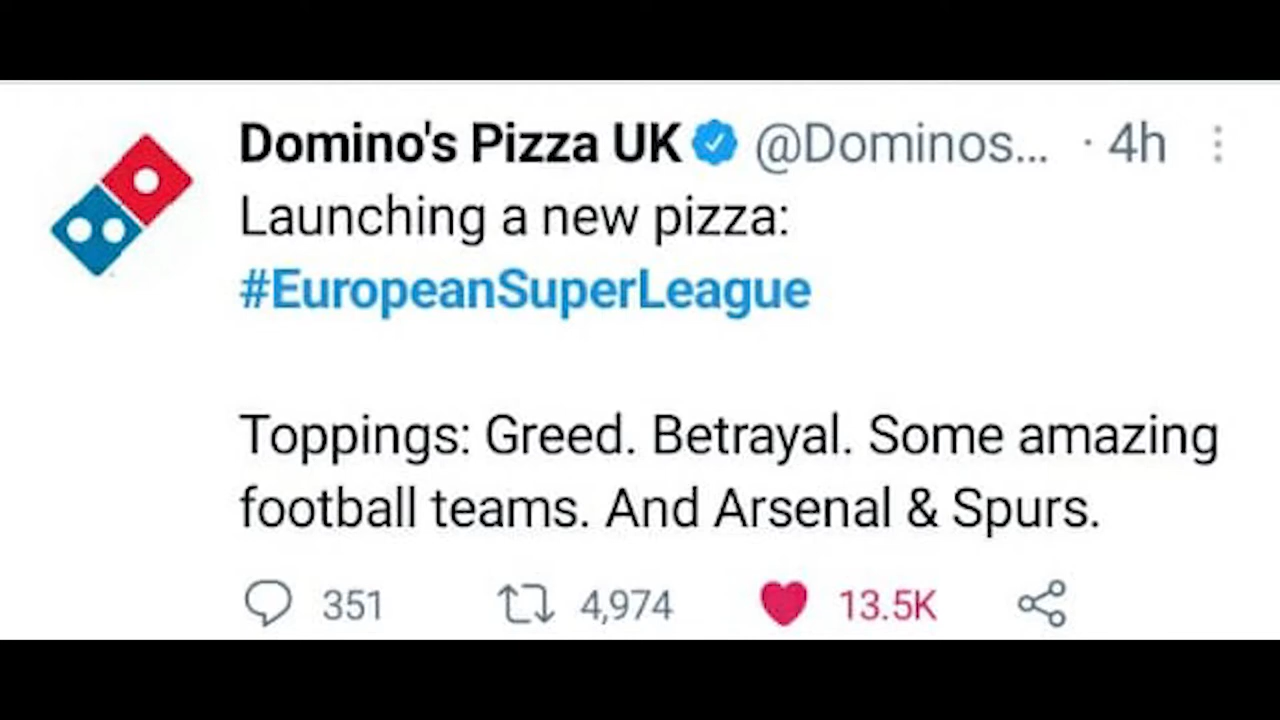 Domino's Pizza UK @Dominos... · 4h
Launching a new pizza:
#EuropeanSuperLeague
Toppings: Greed. Betrayal. Some amazing
football teams. And Arsenal & Spurs.
351 4,974 13.5K